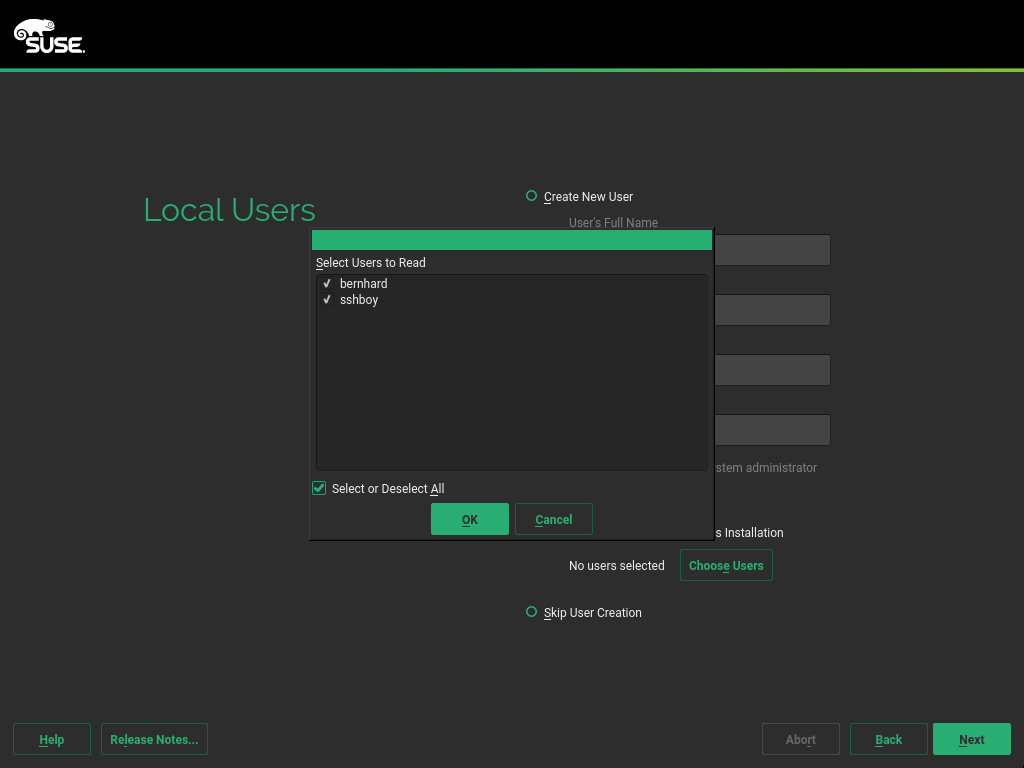 SUSE.
Local Users
Create New User
User's Full Name
Select Users to Read
bernhard
sshboy
Select or Deselect All
stem administrator
OK Cancel
s Installation
No users selected Choose Users
Skip User Creation
Help Release Notes... Abort Back Next